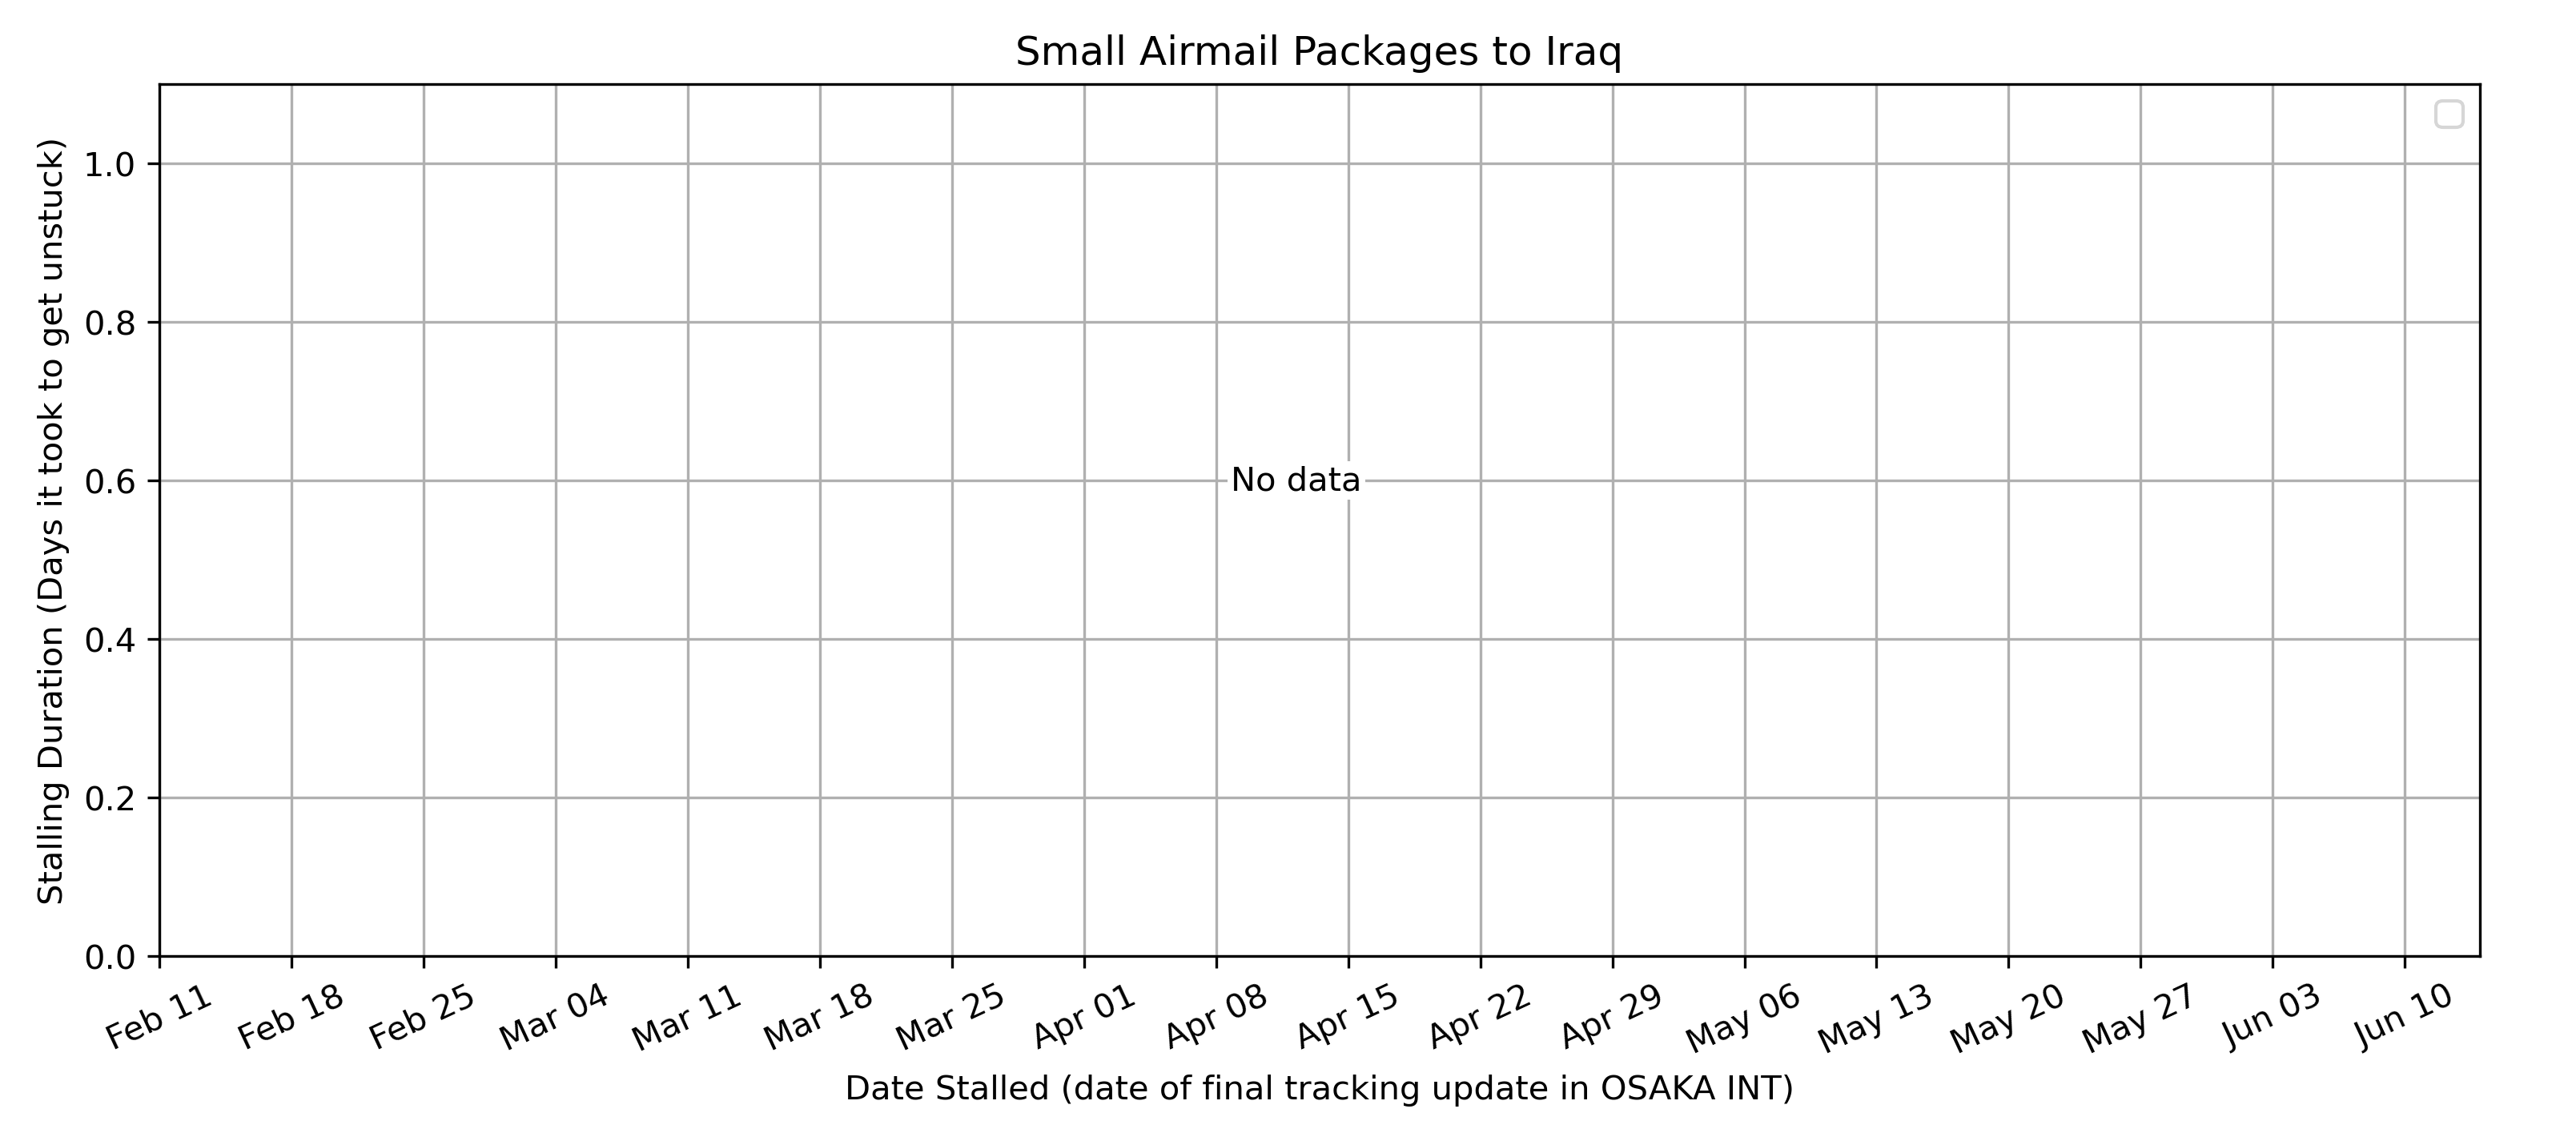 Small Airmail Packages to Iraq
Stalling Duration (Days it took to get unstuck)
1.0
0.8
0.6
0.4
0.2
0.0
No data
Feb 11
Feb 18
Feb 25
Mar 04
Mar 11
Mar 18
Mar 25
Apr 01
Apr 08
Apr 15
Apr 22
Apr 29
May 06
May 13
May 20
May 27
Jun 03
Jun 10
Date Stalled (date of final tracking update in OSAKA INT)